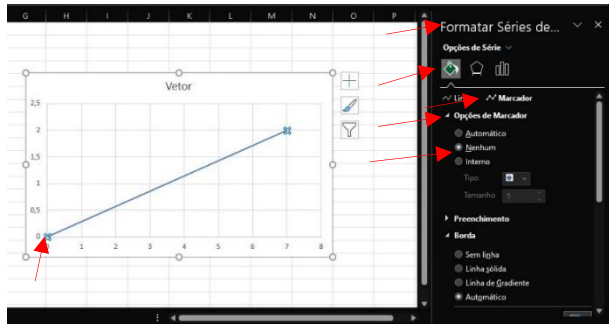 G H I J K L M N O P
Formatar Séries de...
Opções de Série
Marcador
Opções de Marcador
Automático
Nenhum
Interno
Tipo
Tamanho 5
Preenchimento
Borda
Sem linha
Linha sólida
Linha de Gradiente
Automático
Vetor
2,5
2
1,5
1
0,5
0
1 2 3 4 5 6 7 8